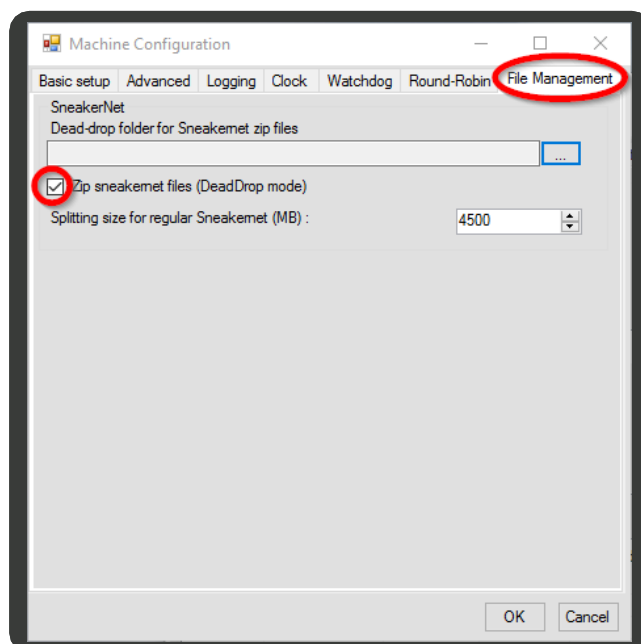 Machine Configuration
Basic setup Advanced Logging Clock Watchdog Round-Robin File Management
SneakerNet
Dead-drop folder for Sneakernet zip files
...
Zip sneakernet files (DeadDrop mode)
Splitting size for regular Sneakernet (MB) : 4500
OK Cancel